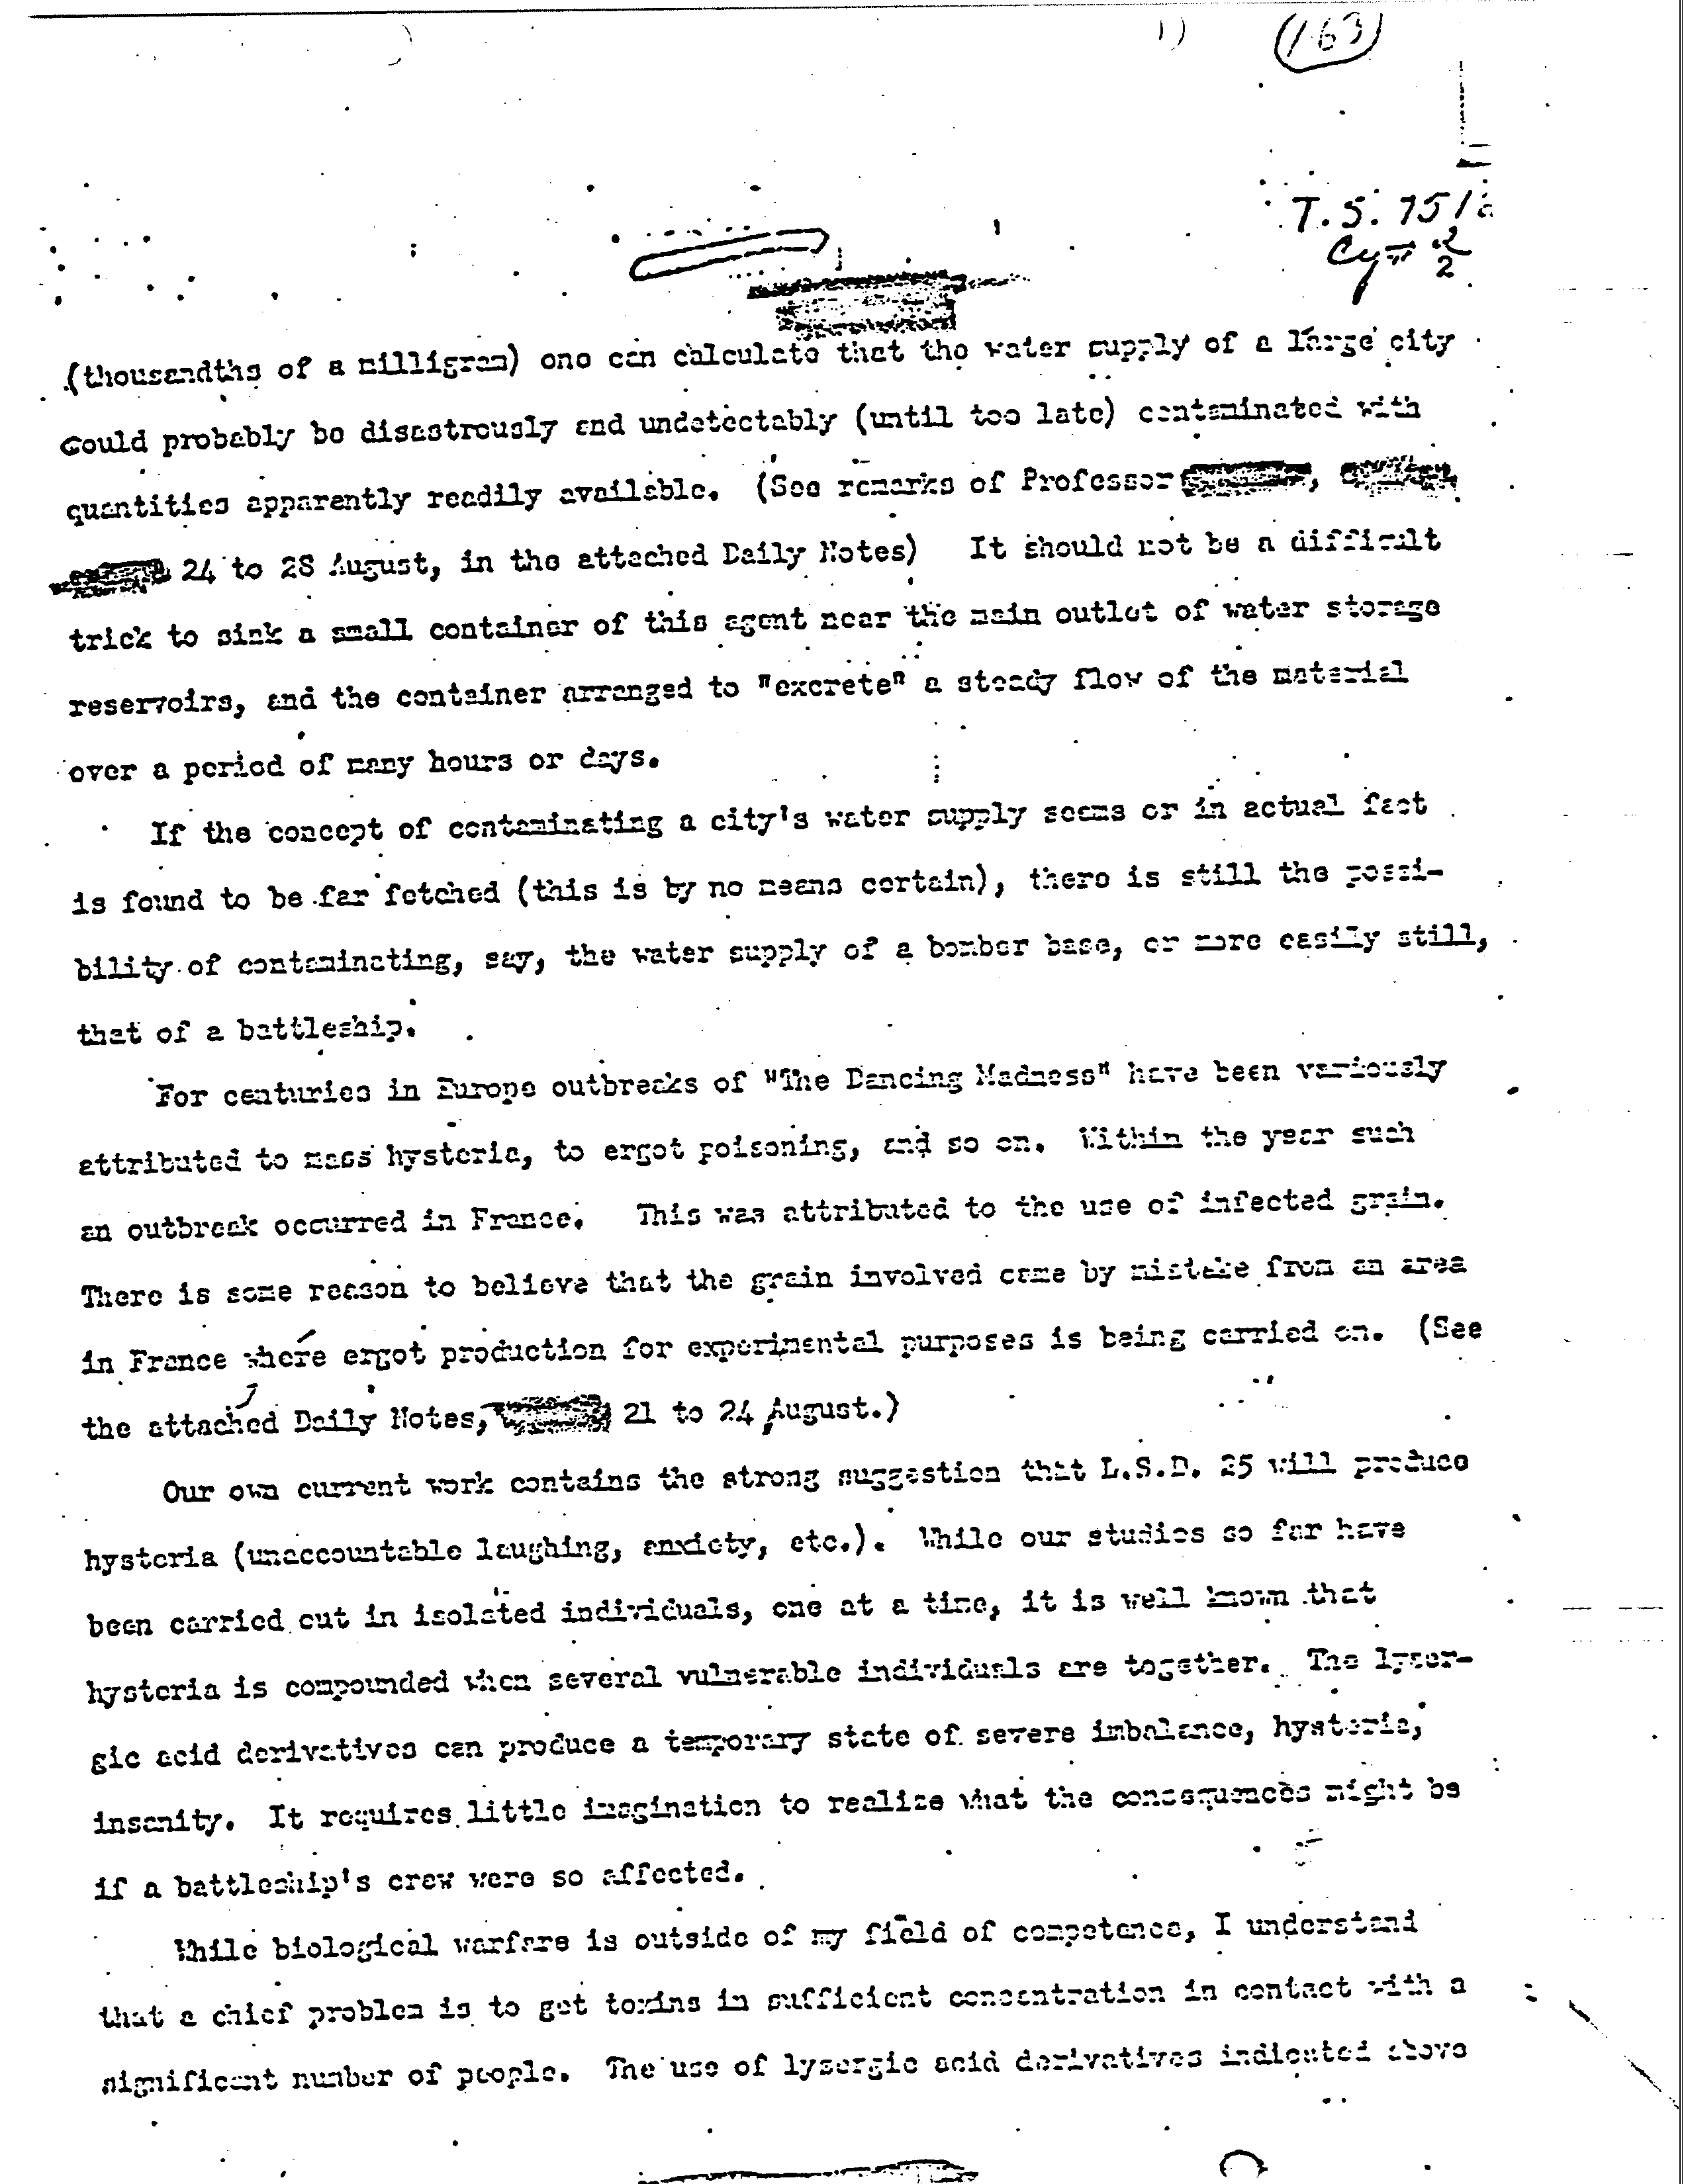 (163)
T.S. 751
Cy# 2
2
(thousandths of a milligram) one can calculate that the water supply of a large city
could probably be disastrously and undetectably (until too late) contaminated with
quantities apparently readily available. (See remarks of Professor
24 to 28 August, in the attached Daily Notes) It should not be a difficult
trick to sink a small container of this agent near the main outlet of water storage
reservoirs, and the container arranged to "excrete" a steady flow of the material
over a period of many hours or days.
If the concept of contaminating a city's water supply seems or in actual fact
is found to be far fetched (this is by no means certain), there is still the possi-
bility of contaminating, say, the water supply of a bomber base, or more easily still,
that of a battleship.
For centuries in Europe outbreaks of "The Dancing Madness" have been variously
attributed to mass hysteria, to ergot poisoning, and so on. Within the year such
an outbreak occurred in France. This was attributed to the use of infected grain.
There is some reason to believe that the grain involved came by mistake from an area
in France where ergot production for experimental purposes is being carried on. (See
the attached Daily Notes, 21 to 24 August.)
Our own current work contains the strong suggestion that L.S.D. 25 will produce
hysteria (unaccountable laughing, anxiety, etc.). While our studies so far have
been carried out in isolated individuals, one at a time, it is well known that
hysteria is compounded when several vulnerable individuals are together. The lyser-
gic acid derivatives can produce a temporary state of severe imbalance, hysteria,
insanity. It requires little imagination to realize what the consequences might be
if a battleship's crew were so affected.
While biological warfare is outside of my field of competence, I understand
that a chief problem is to get toxins in sufficient concentration in contact with a
significant number of people. The use of lysergic acid derivatives indicated above